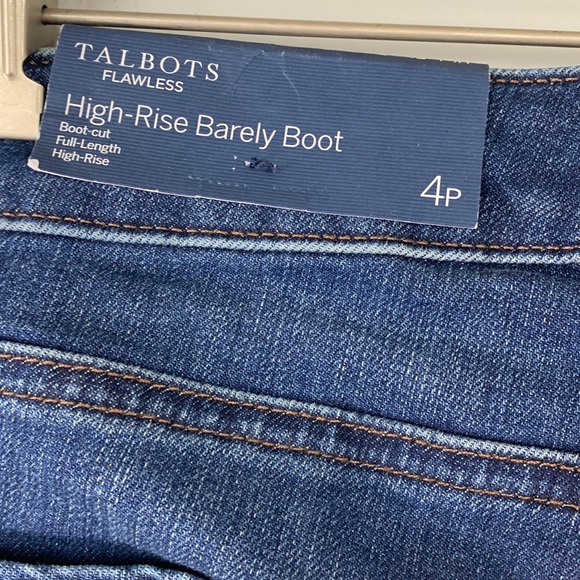 TALBOTS
FLAWLESS
High-Rise Barely Boot
Boot-cut
Full-Length
High-Rise
4P